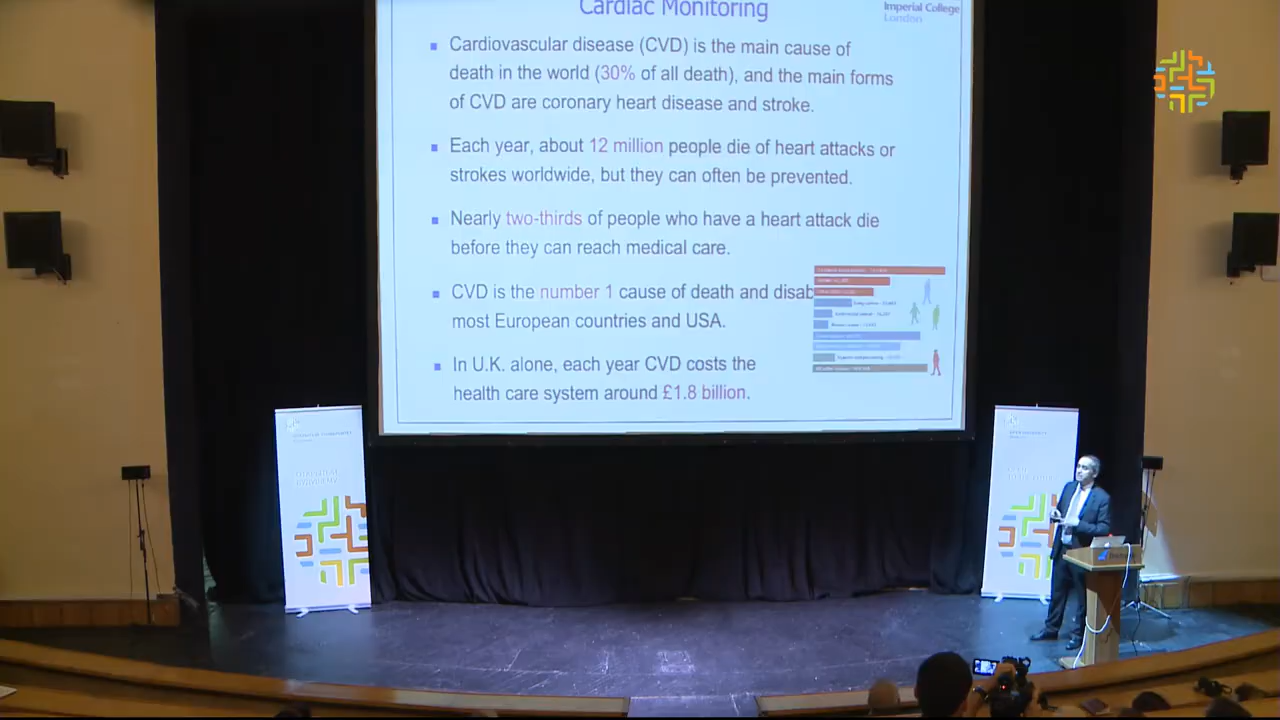 Cardiac Monitoring
Imperial College
London
Cardiovascular disease (CVD) is the main cause of
death in the world (30% of all death), and the main forms
of CVD are coronary heart disease and stroke.
Each year, about 12 million people die of heart attacks or
strokes worldwide, but they can often be prevented.
Nearly two-thirds of people who have a heart attack die
before they can reach medical care.
CVD is the number 1 cause of death and disab
most European countries and USA.
In U.K. alone, each year CVD costs the
health care system around £1.8 billion.